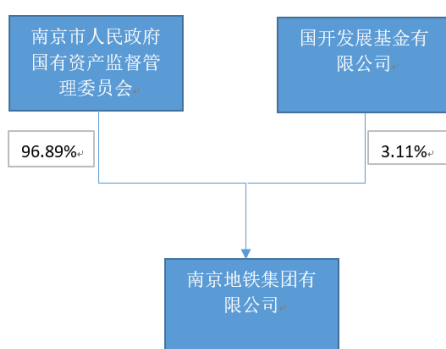 南京市人民政府
国有资产监督管
理委员会
国开发展基金有
限公司
96.89%
3.11%
南京地铁集团有
限公司